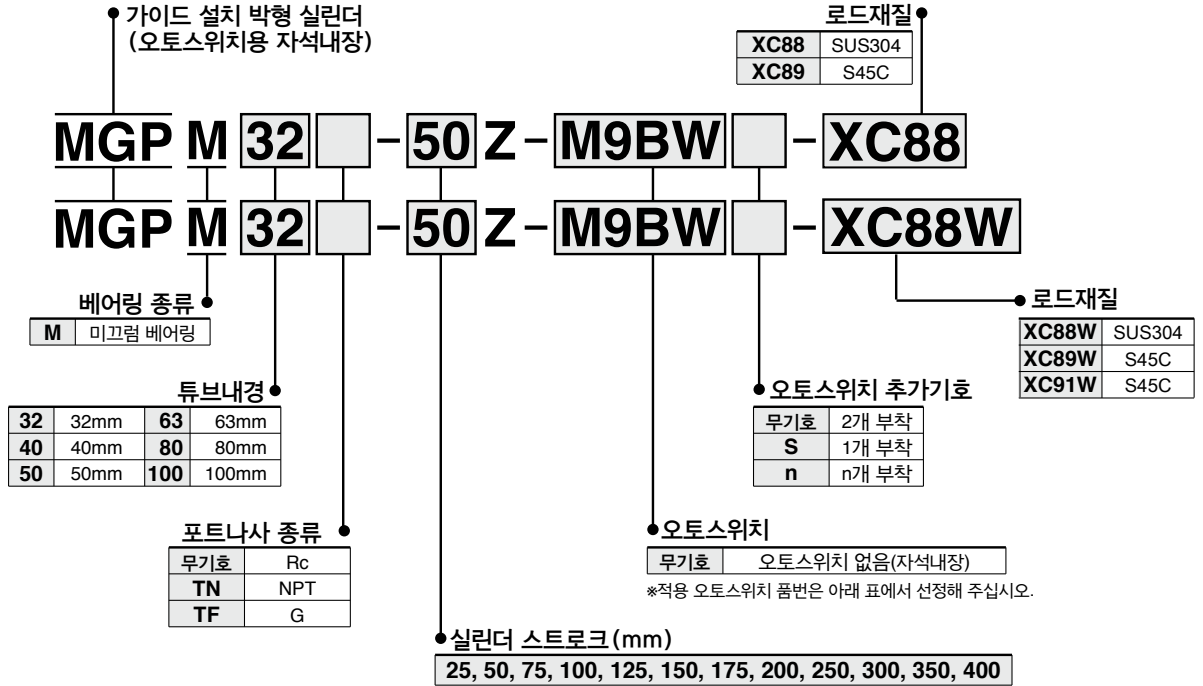 가이드 설치 박형 실린더
(오토스위치용 자석내장)
로드재질
XC88 SUS304
XC89 S45C
MGP M 32 - 50 Z - M9BW - XC88
MGP M 32 - 50 Z - M9BW - XC88W
베어링 종류
M 미끄럼 베어링
로드재질
XC88W SUS304
XC89W S45C
XC91W S45C
튜브내경
32 32mm 63 63mm
40 40mm 80 80mm
50 50mm 100 100mm
오토스위치 추가기호
무기호 2개 부착
S 1개 부착
n n개 부착
포트나사 종류
무기호 Rc
TN NPT
TF G
오토스위치
무기호 오토스위치 없음(자석내장)
※적용 오토스위치 품번은 아래 표에서 선정해 주십시오.
실린더 스트로크(mm)
25, 50, 75, 100, 125, 150, 175, 200, 250, 300, 350, 400